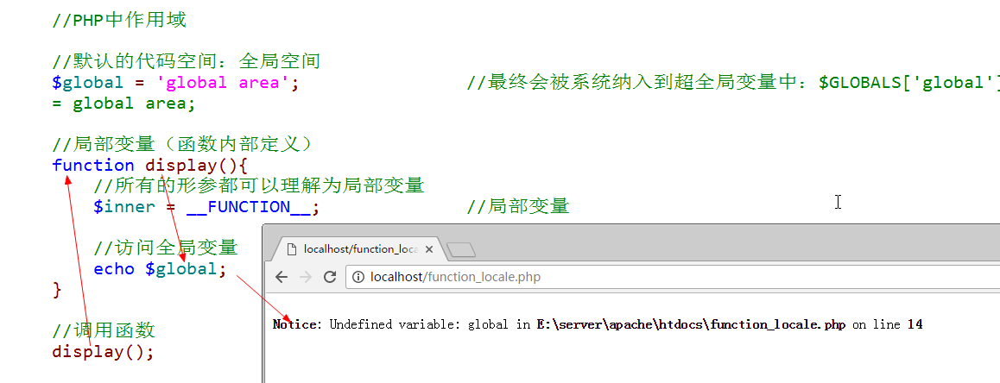 //PHP中作用域
//默认的代码空间：全局空间
$global = 'global area'; //最终会被系统纳入到超全局变量中：$GLOBALS['global']
= global area;
//局部变量（函数内部定义）
function display(){
//所有的形参都可以理解为局部变量
$inner = __FUNCTION__; //局部变量
//访问全局变量
echo $global;
}
//调用函数
display();
localhost/function_loca
localhost/function_locale.php
Notice: Undefined variable: global in E:\server\apache\htdocs\function_locale.php on line 14